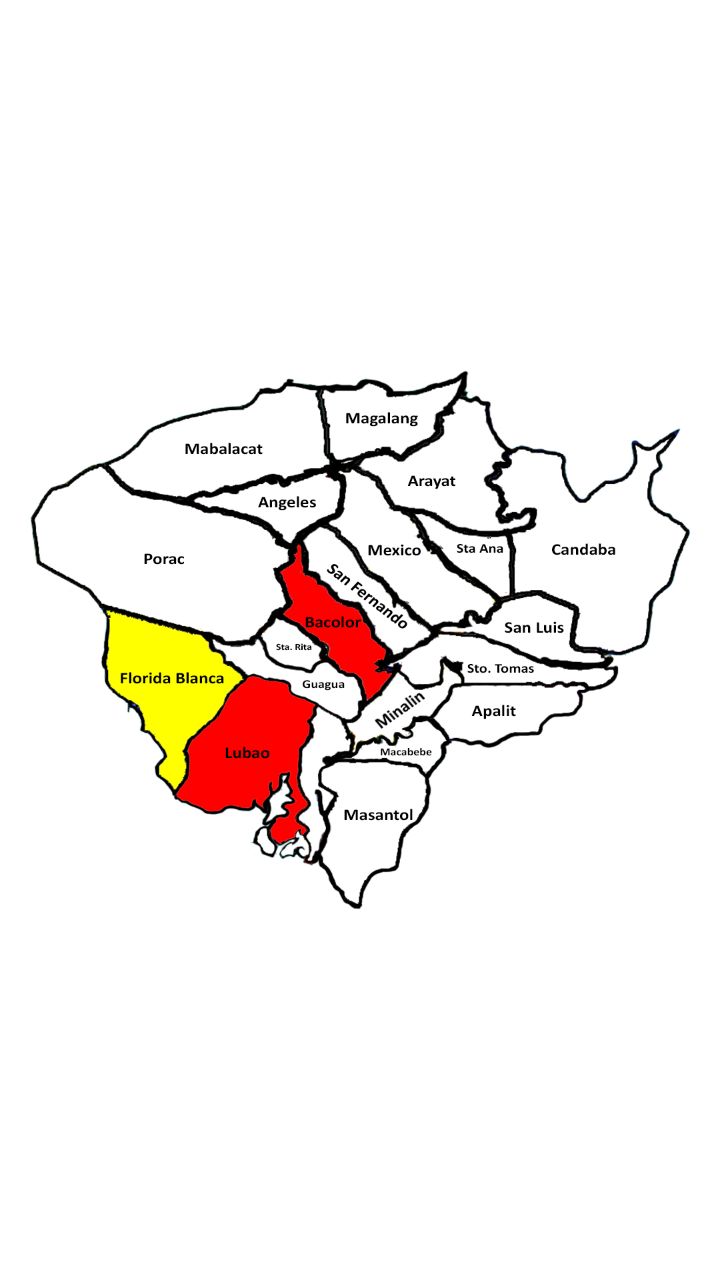 Magalang
Mabalacat
Arayat
Angeles
Mexico
Sta Ana
Candaba
Porac
San Fernando
Bacolor
San Luis
Sta. Rita
Sto. Tomas
Florida Blanca
Guagua
Minalin
Apalit
Lubao
Macabebe
Masantol